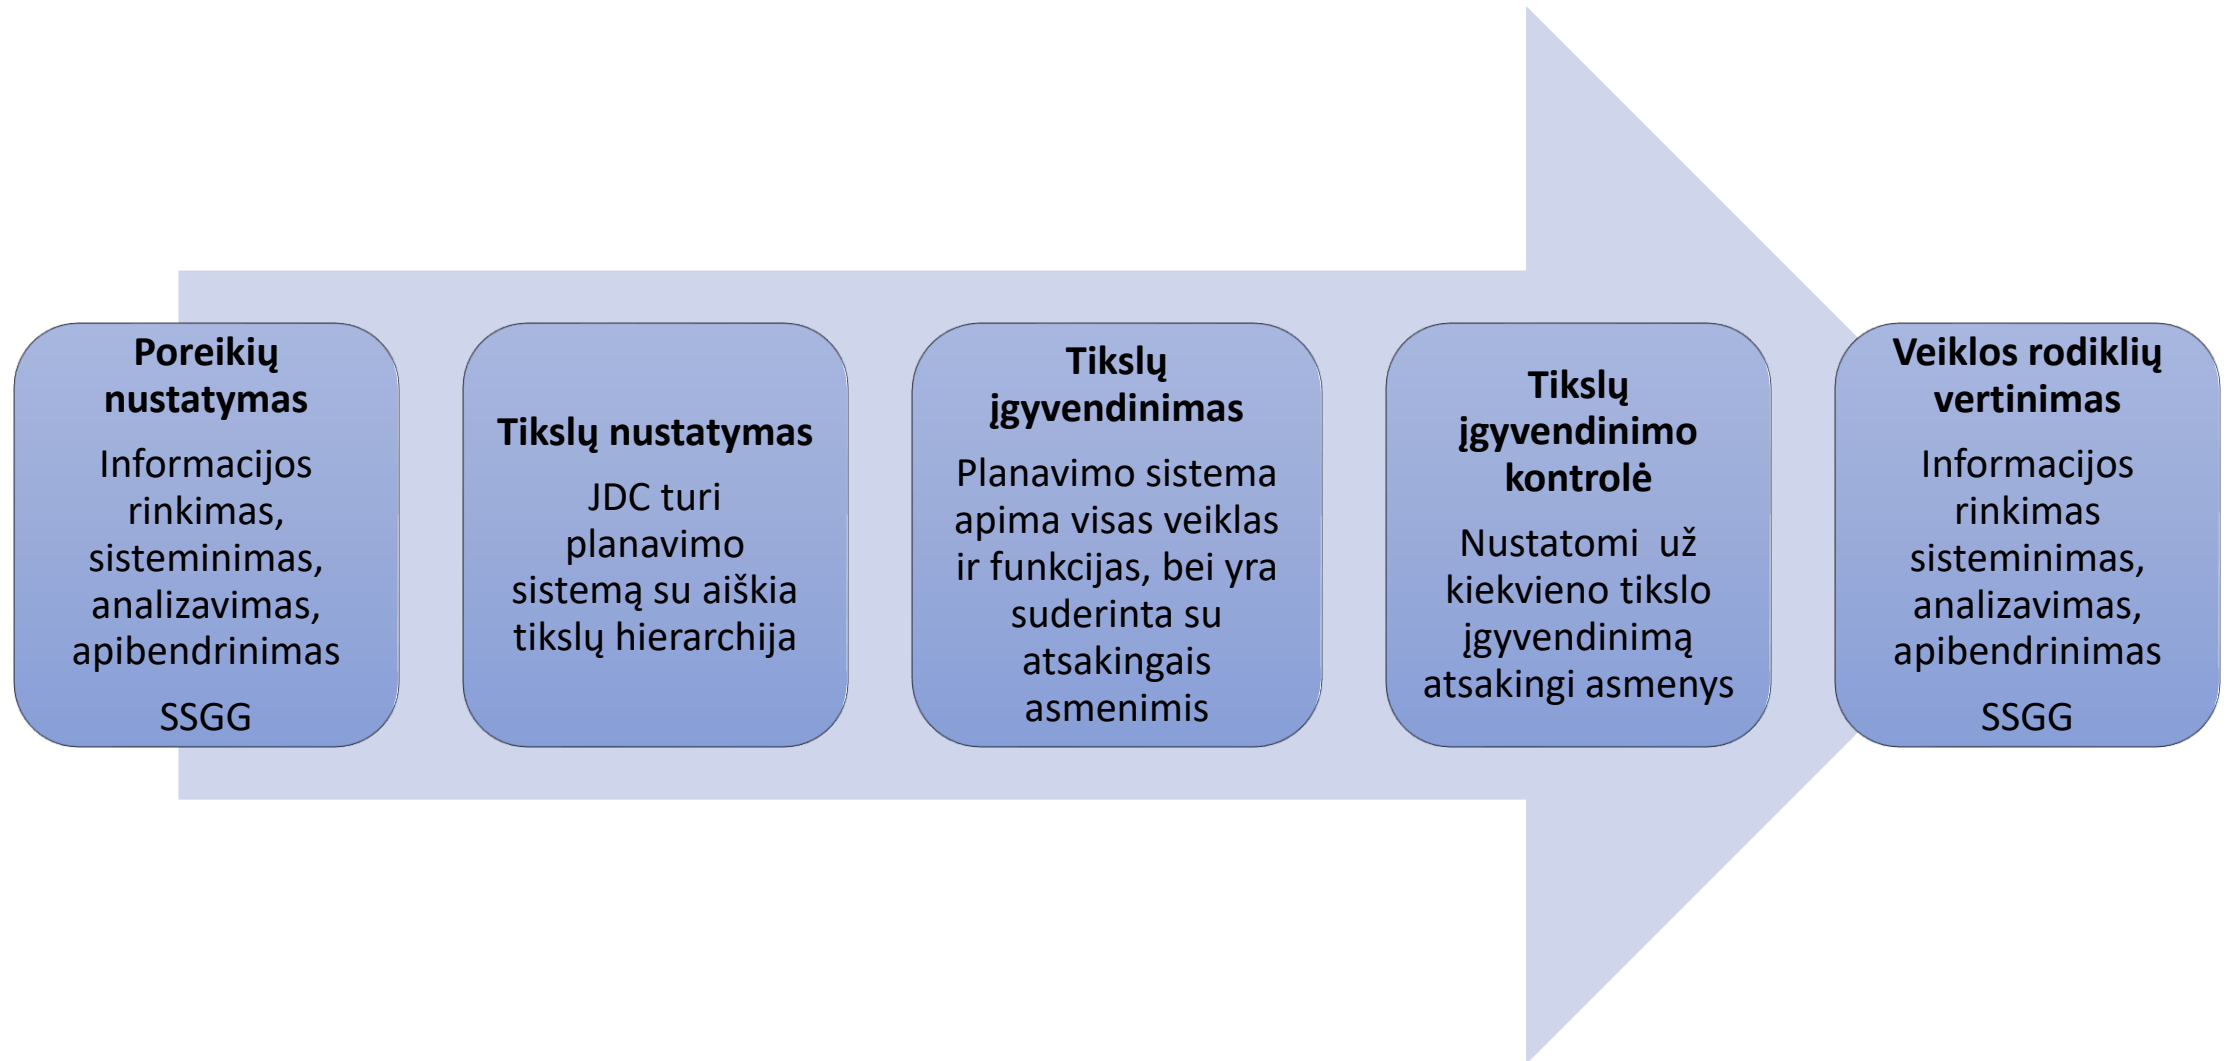 Poreikių
nustatymas
Informacijos
rinkimas,
sisteminimas,
analizavimas,
apibendrinimas
SSGG
Tikslų nustatymas
JDC turi
planavimo
sistemą su aiškia
tikslų hierarchija
Tikslų
įgyvendinimas
Planavimo sistema
apima visas veiklas
ir funkcijas, bei yra
suderinta su
atsakingais
asmenimis
Tikslų
įgyvendinimo
kontrolė
Nustatomi  už
kiekvieno tikslo
įgyvendinimą
atsakingi asmenys
Veiklos rodiklių
vertinimas
Informacijos
rinkimas
sisteminimas,
analizavimas,
apibendrinimas
SSGG